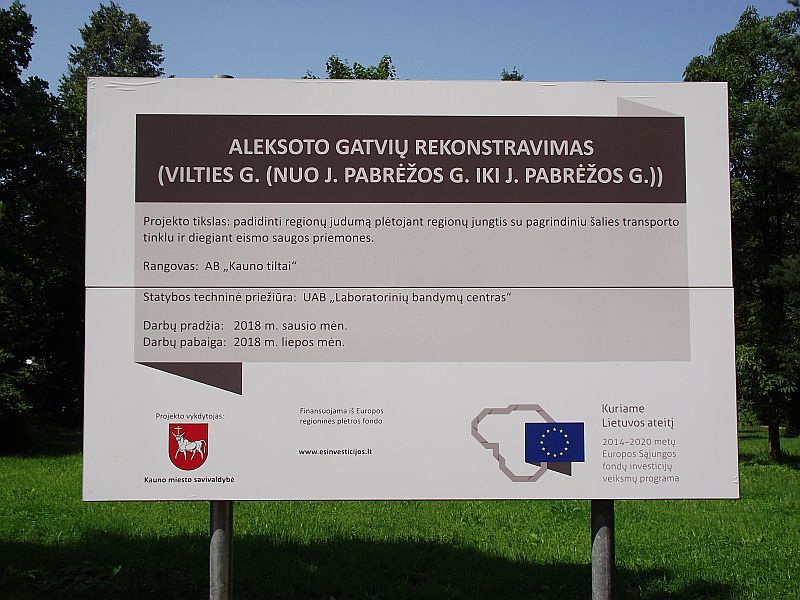 ALEKSOTO GATVIŲ REKONSTRAVIMAS
(VILTIES G. (NUO J. PABRĖŽOS G. IKI J. PABRĖŽOS G.))
Projekto tikslas: padidinti regionų judumą plėtojant regionų jungtis su pagrindiniu šalies transporto
tinklu ir diegiant eismo saugos priemones.
Rangovas: AB „Kauno tiltai“
Statybos techninė priežiūra: UAB „Laboratorinių bandymų centras“
Darbų pradžia: 2018 m. sausio mėn.
Darbų pabaiga: 2018 m. liepos mėn.
Projekto vykdytojas:
Kauno miesto savivaldybė
Finansuojama iš Europos
regioninės plėtros fondo
www.esinvesticijos.lt
Kuriame
Lietuvos ateitį
2014–2020 metų
Europos Sąjungos
fondų investicijų
veiksmų programa